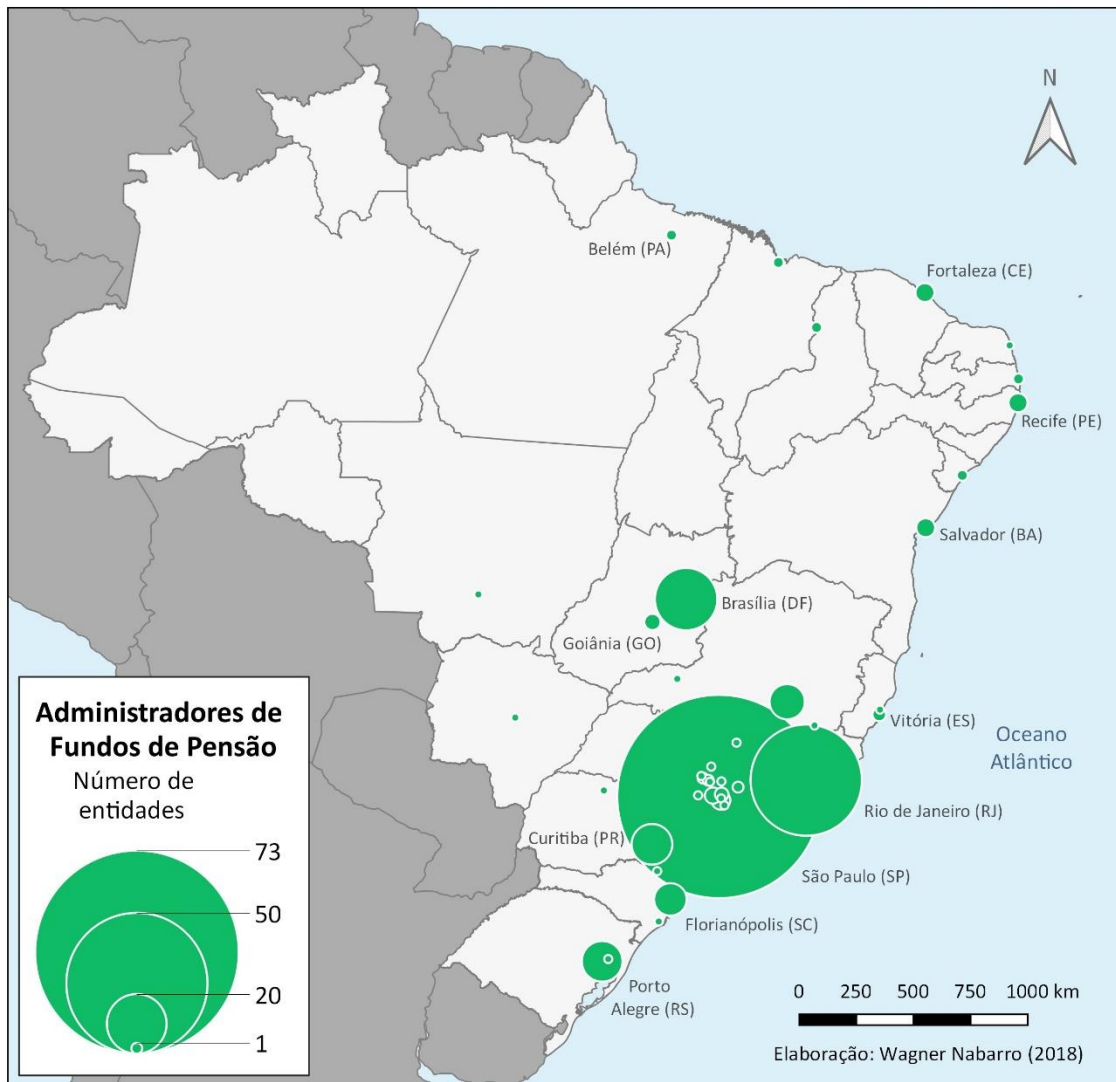 N
Belém (PA)
Fortaleza (CE)
Recife (PE)
Salvador (BA)
Brasília (DF)
Goiânia (GO)
Vitória (ES)
Oceano
Atlântico
Rio de Janeiro (RJ)
Curitiba (PR)
São Paulo (SP)
Florianópolis (SC)
Porto
Alegre (RS)
Administradores de
Fundos de Pensão
Número de
entidades
73
50
20
1
0 250 500 750 1000 km
Elaboração: Wagner Nabarro (2018)